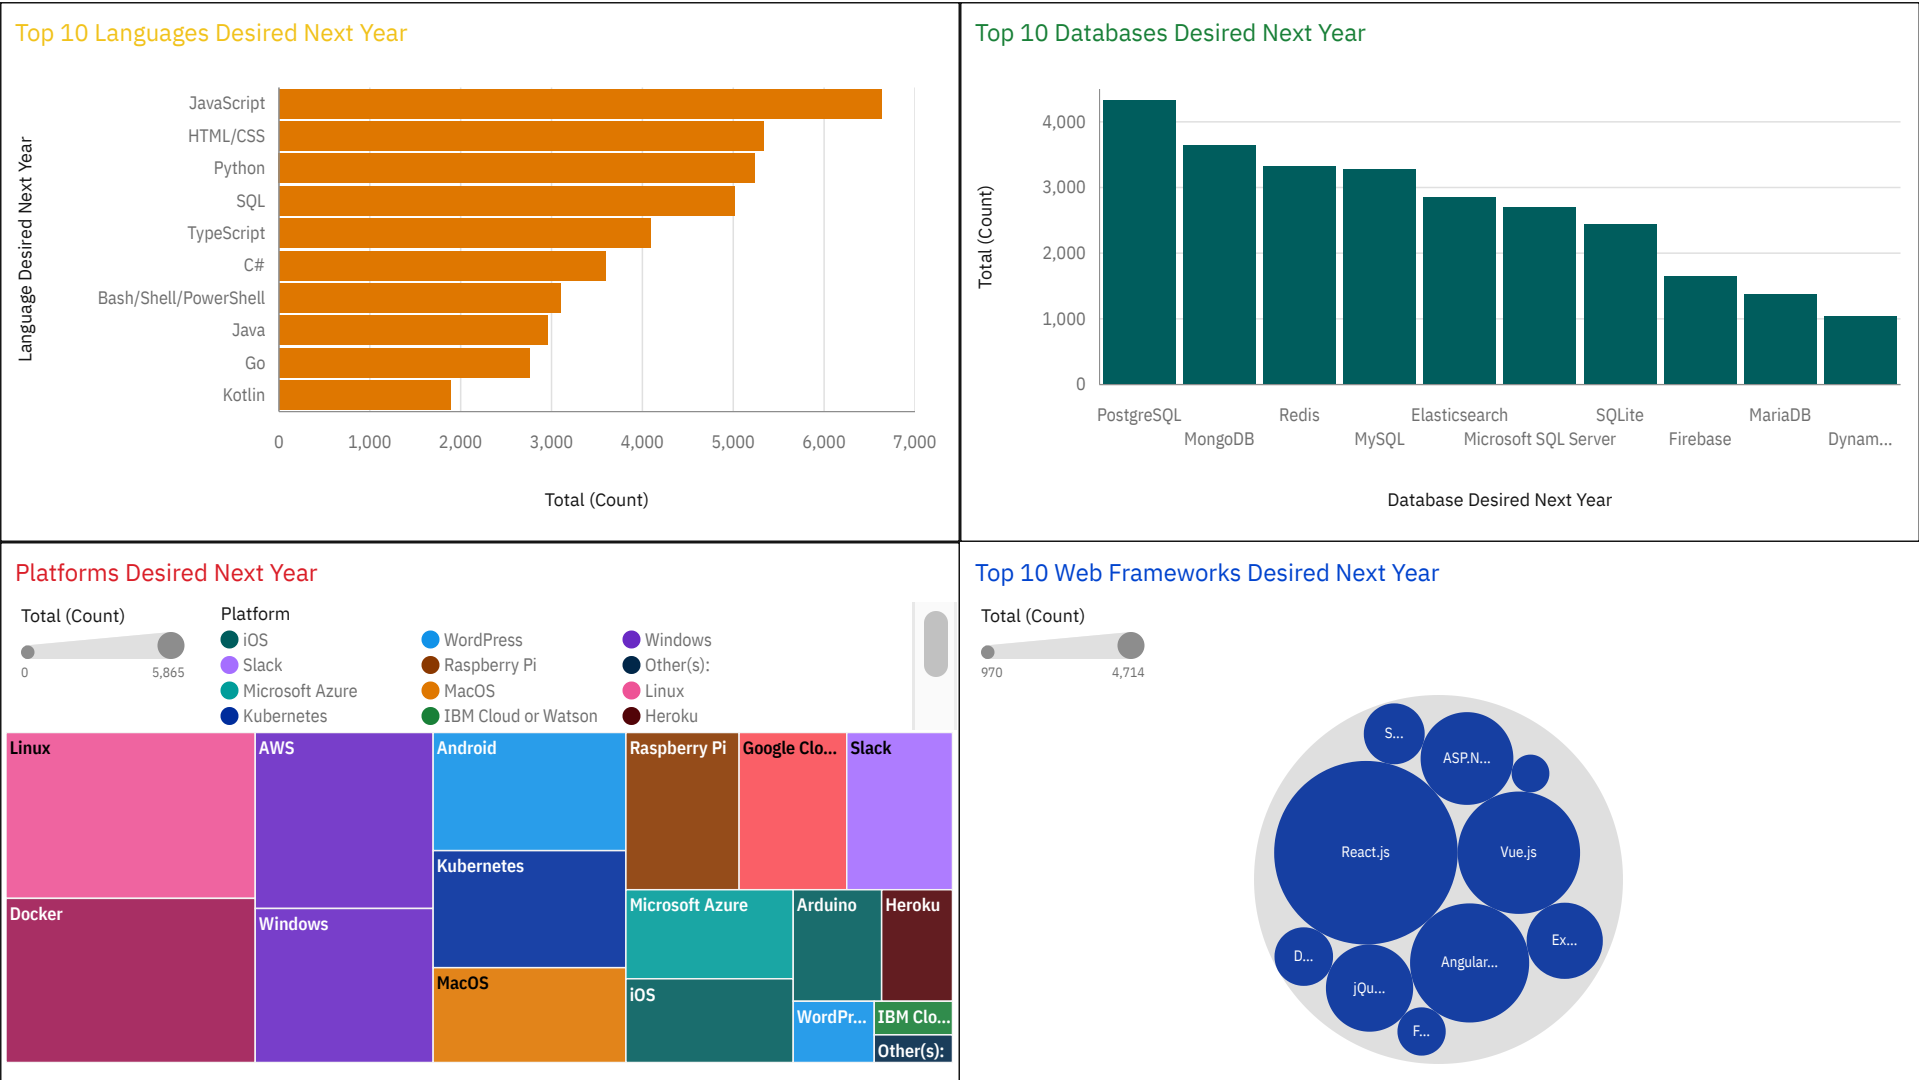 Top 10 Languages Desired Next Year
Language Desired Next Year
JavaScript
HTML/CSS
Python
SQL
TypeScript
C#
Bash/Shell/PowerShell
Java
Go
Kotlin
0 1,000 2,000 3,000 4,000 5,000 6,000 7,000
Total (Count)
Top 10 Databases Desired Next Year
Total (Count)
4,000
3,000
2,000
1,000
0
PostgreSQL Redis Elasticsearch SQLite MariaDB
MongoDB MySQL Microsoft SQL Server Firebase Dynam...
Database Desired Next Year
Platforms Desired Next Year
Total (Count)
0 5,865
Platform
iOS WordPress Windows
Slack Raspberry Pi Other(s):
Microsoft Azure MacOS Linux
Kubernetes IBM Cloud or Watson Heroku
Linux AWS Android Raspberry Pi Google Clo... Slack
Kubernetes
Microsoft Azure Arduino Heroku
Docker
Windows
MacOS
iOS
WordPr... IBM Clo...
Other(s):
Top 10 Web Frameworks Desired Next Year
Total (Count)
970 4,714
S...
ASP.N...
React.js Vue.js
Ex...
D... Angular...
jQu...
F...